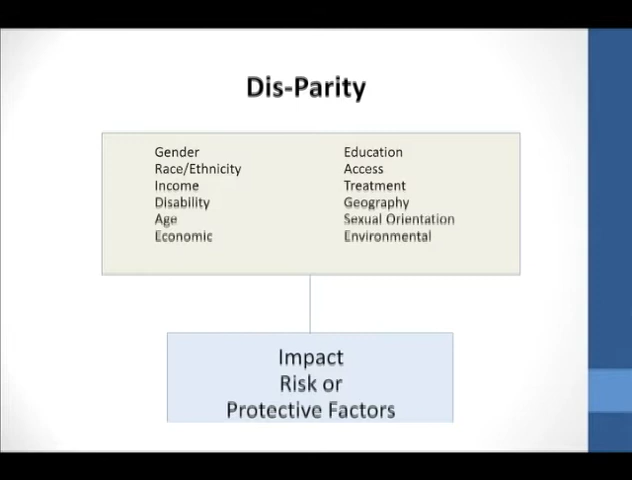 Dis-Parity
Gender
Race/Ethnicity
Income
Disability
Age
Economic
Education
Access
Treatment
Geography
Sexual Orientation
Environmental
Impact
Risk or
Protective Factors